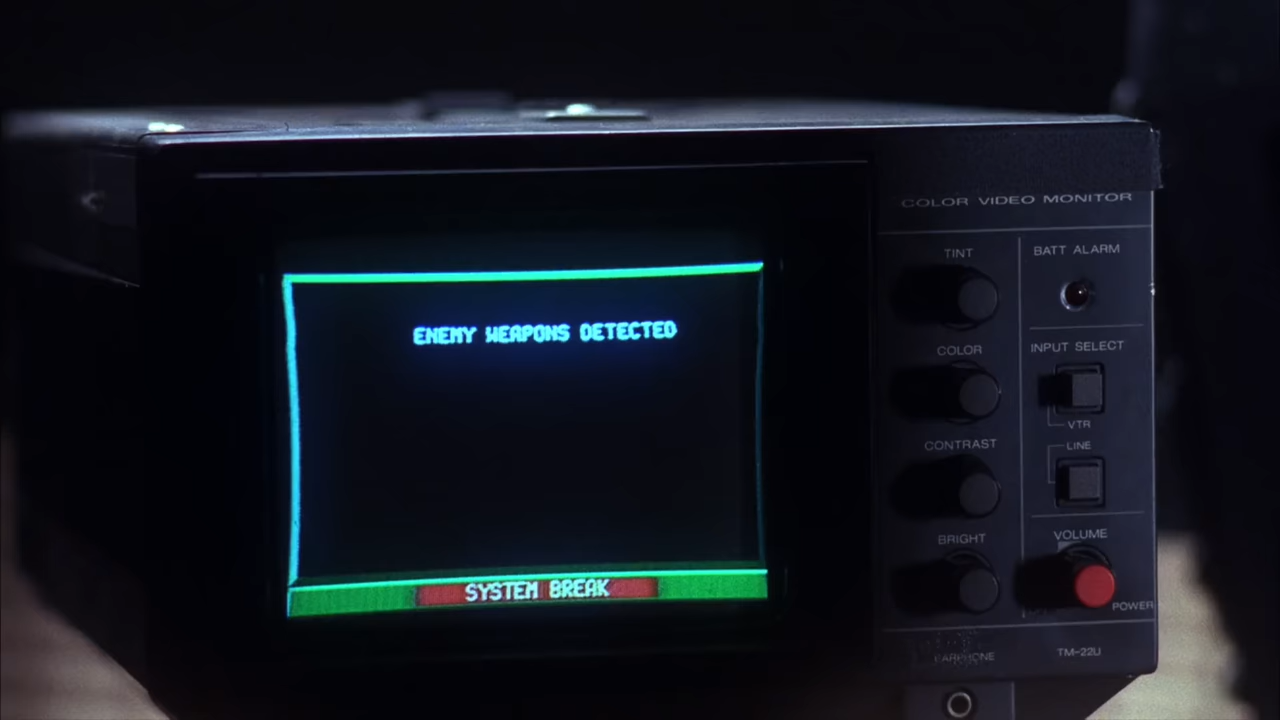 ENEMY WEAPONS DETECTED
SYSTEM BREAK
COLOR VIDEO MONITOR
TINT
BATT ALARM
COLOR
INPUT SELECT
VTR
CONTRAST
LINE
BRIGHT
VOLUME
POWER
EARPHONE
TM-22U